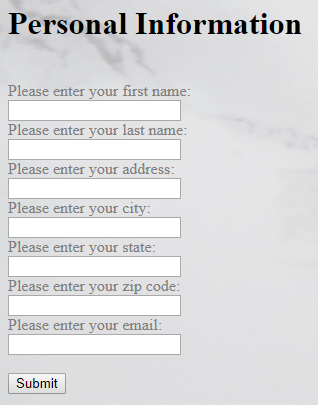 Personal Information
Please enter your first name:
Please enter your last name:
Please enter your address:
Please enter your city:
Please enter your state:
Please enter your zip code:
Please enter your email:
Submit